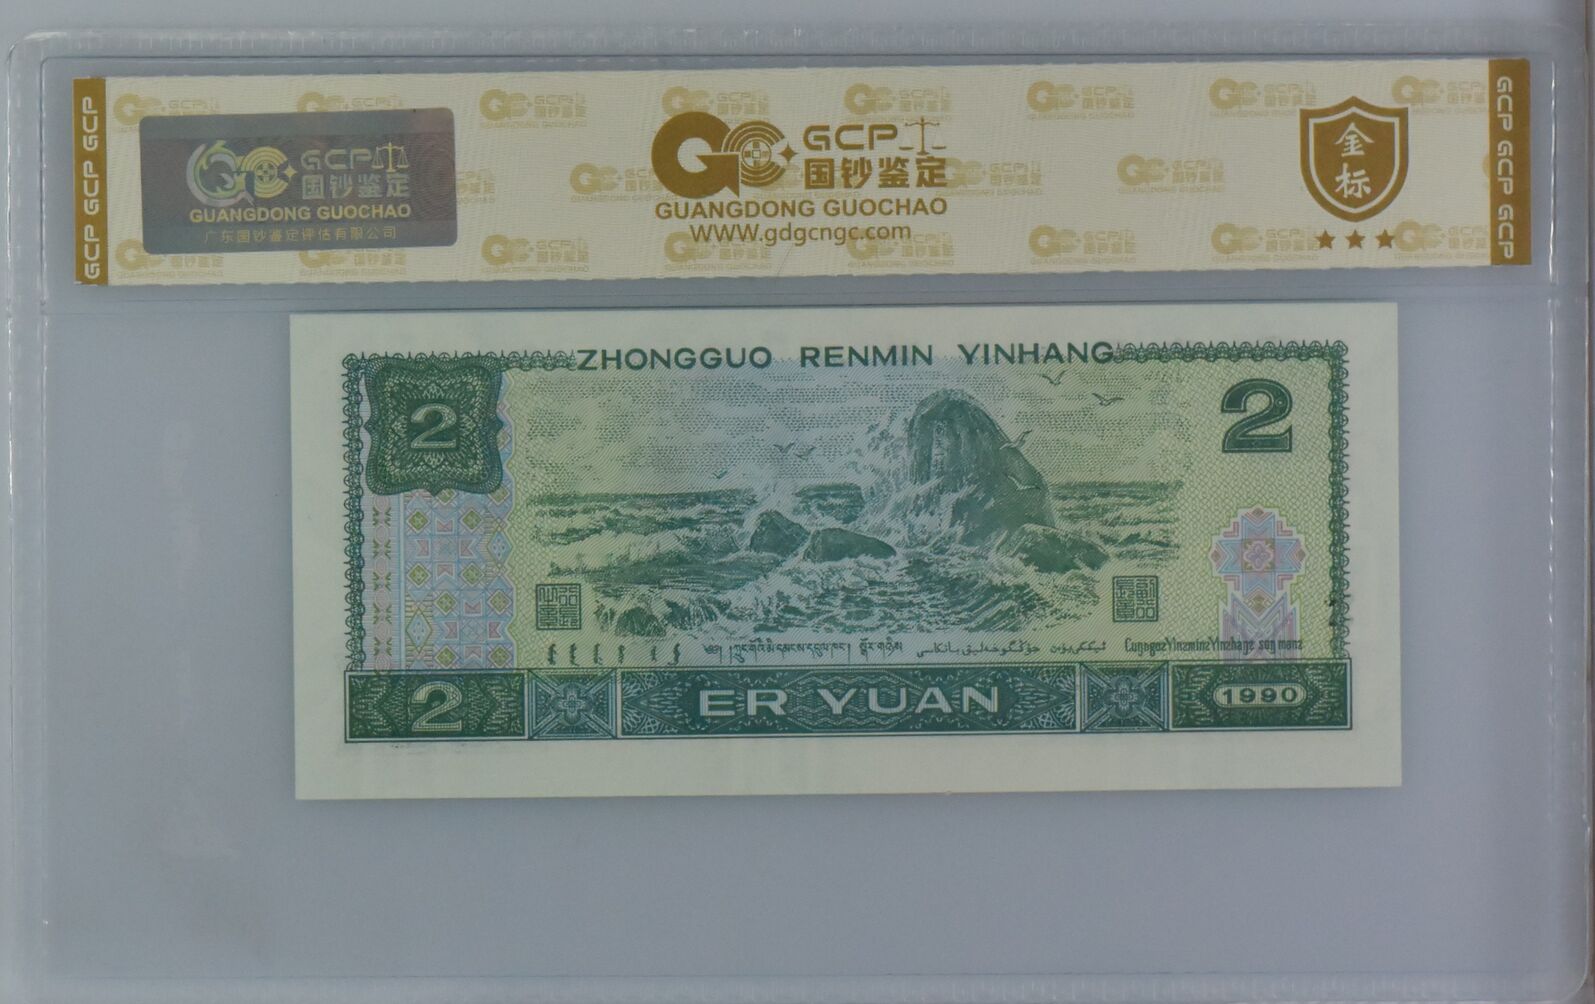 GCP GCP GCP
GCP
国钞鉴定
GUANGDONG GUOCHAO
广东国钞鉴定评估有限公司
GCP
国钞鉴定
GUANGDONG GUOCHAO
WWW.gdgcngc.com
金标
GCP GCP GCP
ZHONGGUO RENMIN YINHANG
2
2
2
ER YUAN
1990